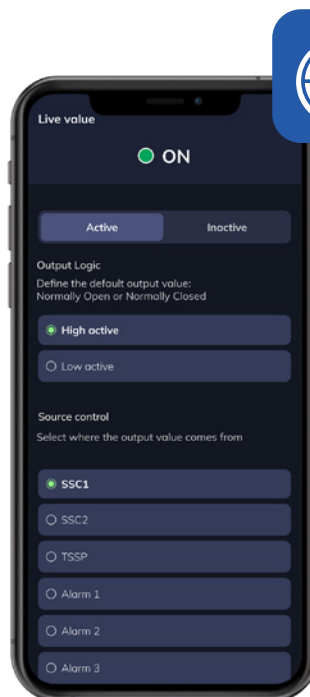 Live value
ON
Active Inactive
Output Logic
Define the default output value:
Normally Open or Normally Closed
High active
Low active
Source control
Select where the output value comes from
SSC1
SSC2
TSSP
Alarm 1
Alarm 2
Alarm 3